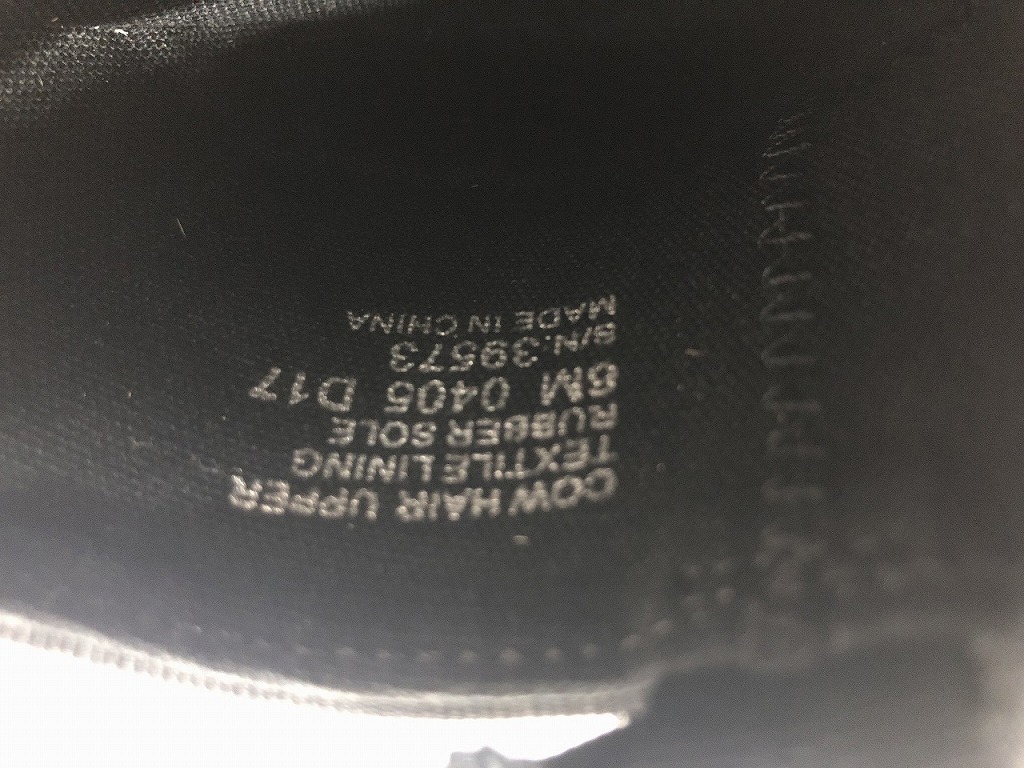 COW HAIR UPPER
TEXTILE LINING
RUBBER SOLE
6M 0405 D17
S/N:39573
MADE IN CHINA